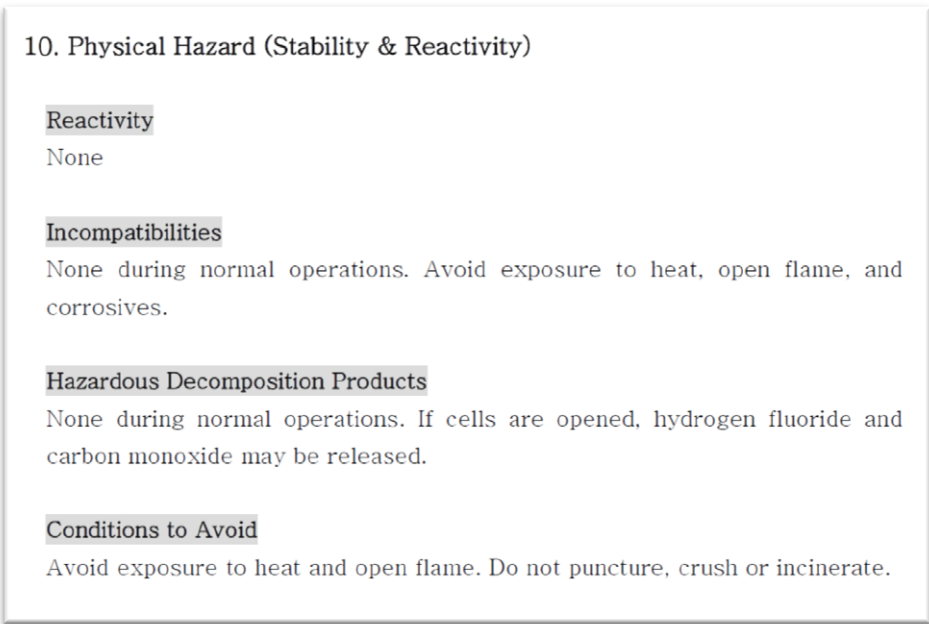 10. Physical Hazard (Stability & Reactivity)
Reactivity
None
Incompatibilities
None during normal operations. Avoid exposure to heat, open flame, and
corrosives.
Hazardous Decomposition Products
None during normal operations. If cells are opened, hydrogen fluoride and
carbon monoxide may be released.
Conditions to Avoid
Avoid exposure to heat and open flame. Do not puncture, crush or incinerate.